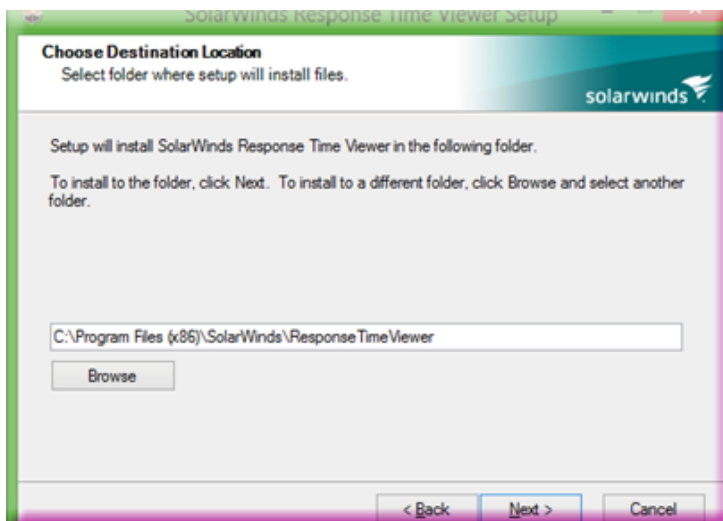 SolarWinds Response Time Viewer Setup
Choose Destination Location
Select folder where setup will install files.
solarwinds
Setup will install SolarWinds Response Time Viewer in the following folder.
To install to the folder, click Next. To install to a different folder, click Browse and select another
folder.
C:\Program Files (x86)\SolarWinds\ResponseTimeViewer
Browse
< Back Next > Cancel